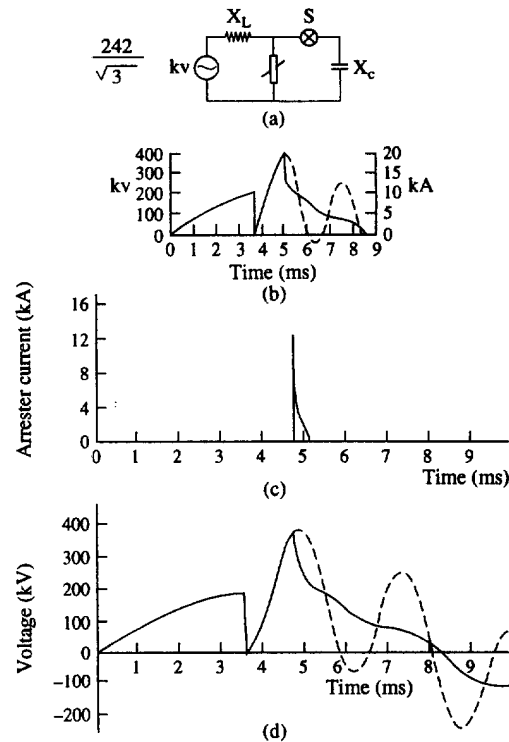 X_L S
242
√3
kv X_c
(a)
400 20
kv 300 15 kA
200 10
100 5
0 0
0 1 2 3 4 5 6 7 8 9
Time (ms)
(b)
Arrester current (kA)
16
12
8
4
0
0 1 2 3 4 5 6 7 8 9
Time (ms)
(c)
Voltage (kV)
400
300
200
100
0
1 2 3 4 5 6 7 8 9
-100
-200
Time (ms)
(d)